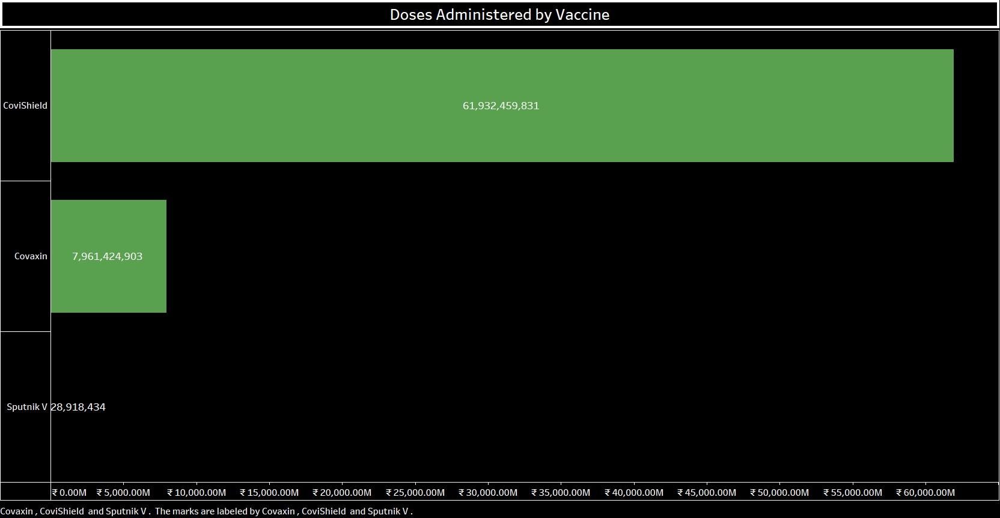 Doses Administered by Vaccine
CoviShield
61,932,459,831
Covaxin
7,961,424,903
Sputnik V
28,918,434
₹ 0.00M ₹ 5,000.00M ₹ 10,000.00M ₹ 15,000.00M ₹ 20,000.00M ₹ 25,000.00M ₹ 30,000.00M ₹ 35,000.00M ₹ 40,000.00M ₹ 45,000.00M ₹ 50,000.00M ₹ 55,000.00M ₹ 60,000.00M
Covaxin , CoviShield  and Sputnik V .  The marks are labeled by Covaxin , CoviShield  and Sputnik V .